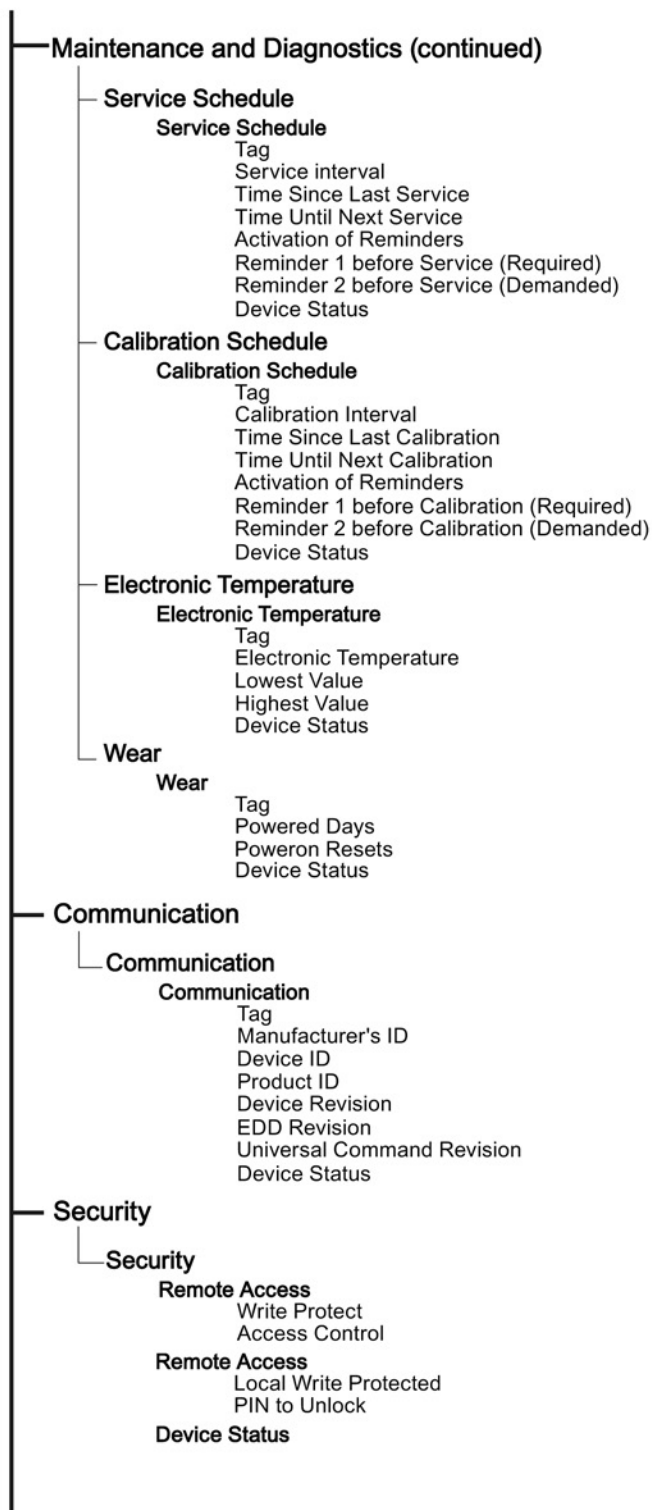 Maintenance and Diagnostics (continued)
Service Schedule
Service Schedule
Tag
Service interval
Time Since Last Service
Time Until Next Service
Activation of Reminders
Reminder 1 before Service (Required)
Reminder 2 before Service (Demanded)
Device Status
Calibration Schedule
Calibration Schedule
Tag
Calibration Interval
Time Since Last Calibration
Time Until Next Calibration
Activation of Reminders
Reminder 1 before Calibration (Required)
Reminder 2 before Calibration (Demanded)
Device Status
Electronic Temperature
Electronic Temperature
Tag
Electronic Temperature
Lowest Value
Highest Value
Device Status
Wear
Wear
Tag
Powered Days
Poweron Resets
Device Status
Communication
Communication
Communication
Tag
Manufacturer's ID
Device ID
Product ID
Device Revision
EDD Revision
Universal Command Revision
Device Status
Security
Security
Remote Access
Write Protect
Access Control
Remote Access
Local Write Protected
PIN to Unlock
Device Status